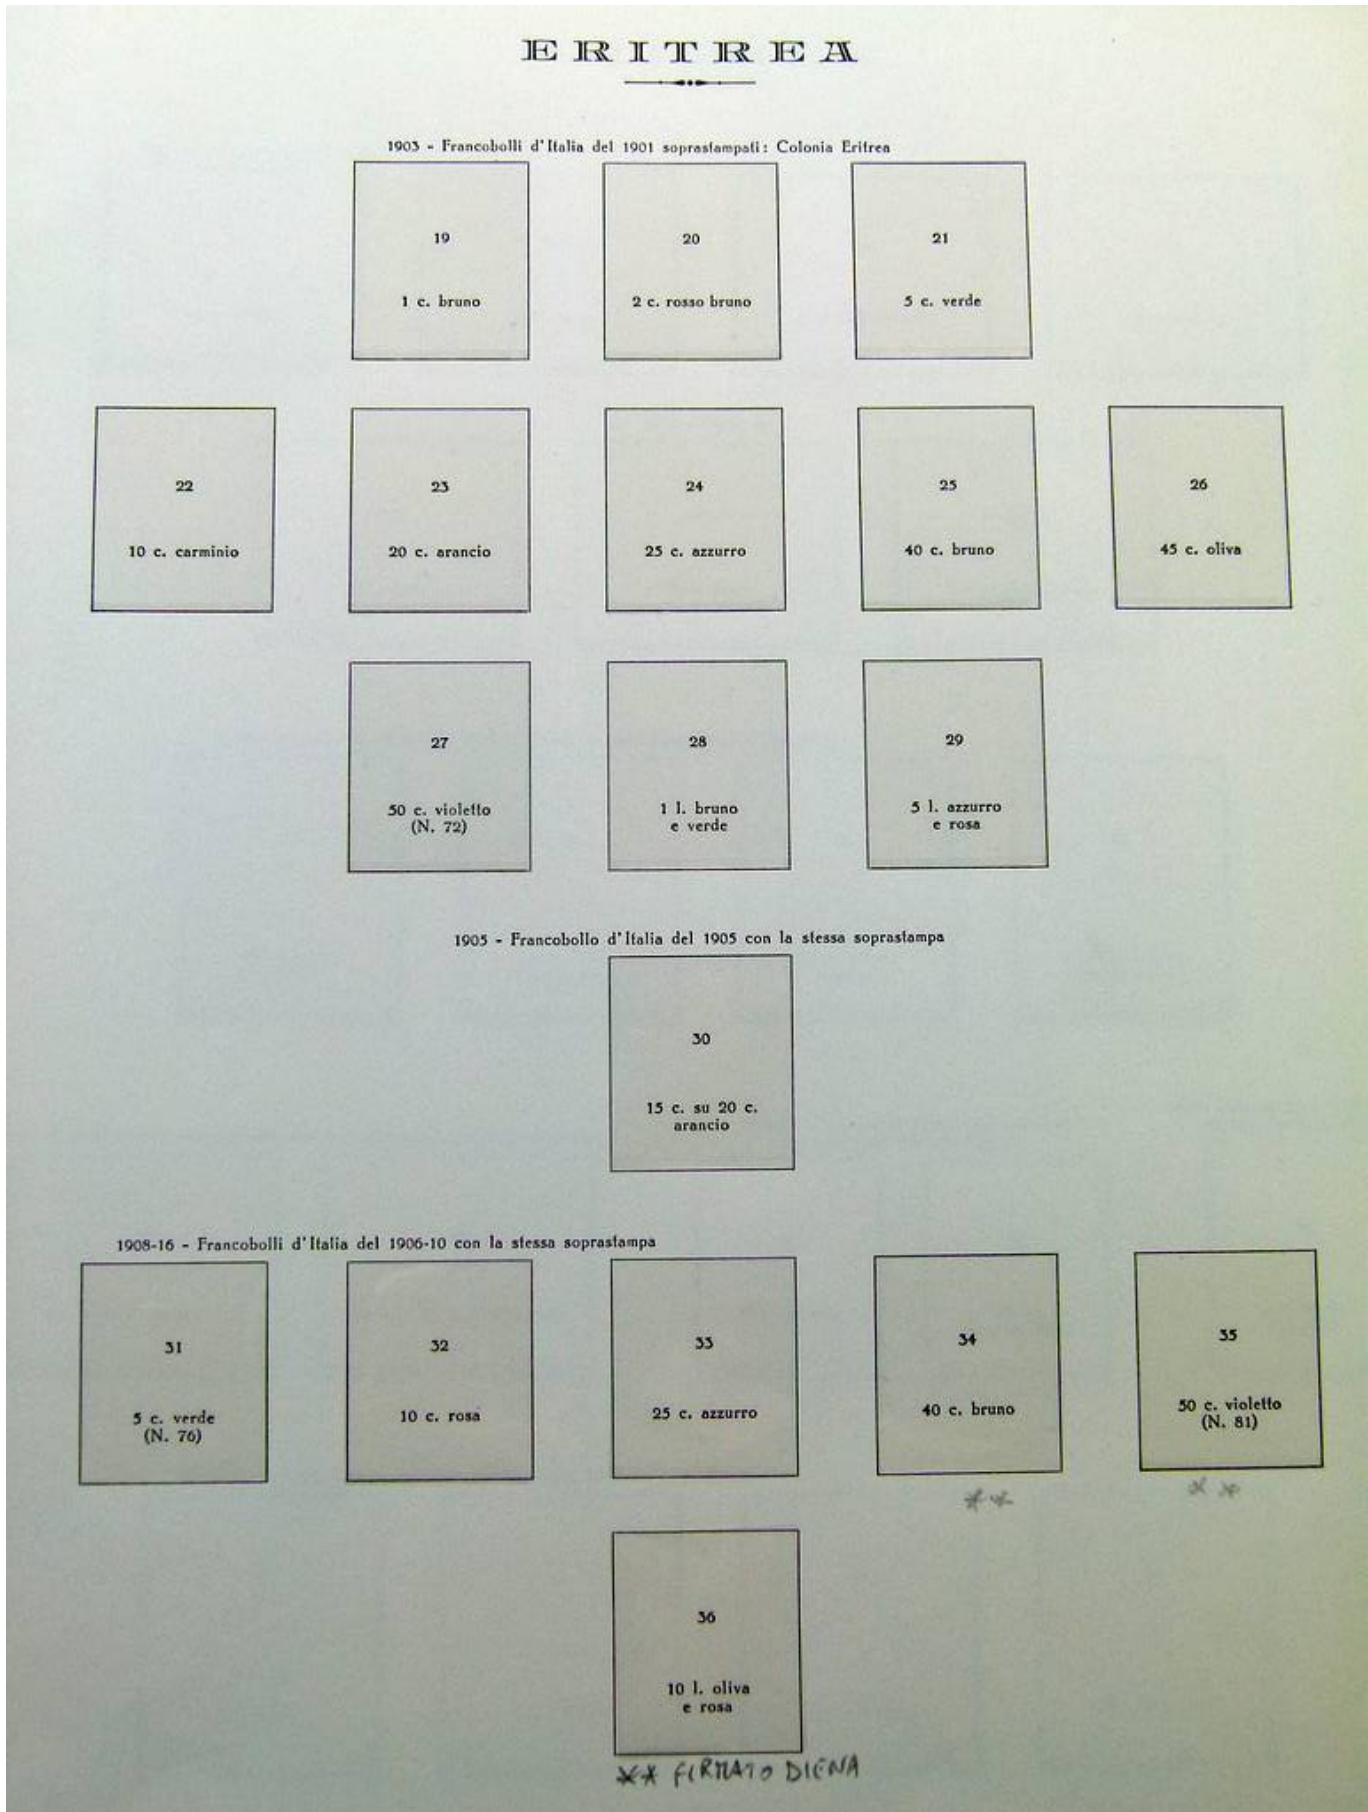 ERITREA
1903 - Francobolli d'Italia del 1901 soprastampati: Colonia Eritrea
19
1 c. bruno
20
2 c. rosso bruno
21
5 c. verde
22
10 c. carminio
23
20 c. arancio
24
25 c. azzurro
25
40 c. bruno
26
45 c. oliva
27
50 c. violetto
(N. 72)
28
1 l. bruno
e verde
29
5 l. azzurro
e rosa
1905 - Francobollo d'Italia del 1905 con la stessa soprastampa
30
15 c. su 20 c.
arancio
1908-16 - Francobolli d'Italia del 1906-10 con la stessa soprastampa
31
5 c. verde
(N. 76)
32
10 c. rosa
33
25 c. azzurro
34
40 c. bruno
**
35
50 c. violetto
(N. 81)
**
36
10 l. oliva
e rosa
** FIRMATO DIENA